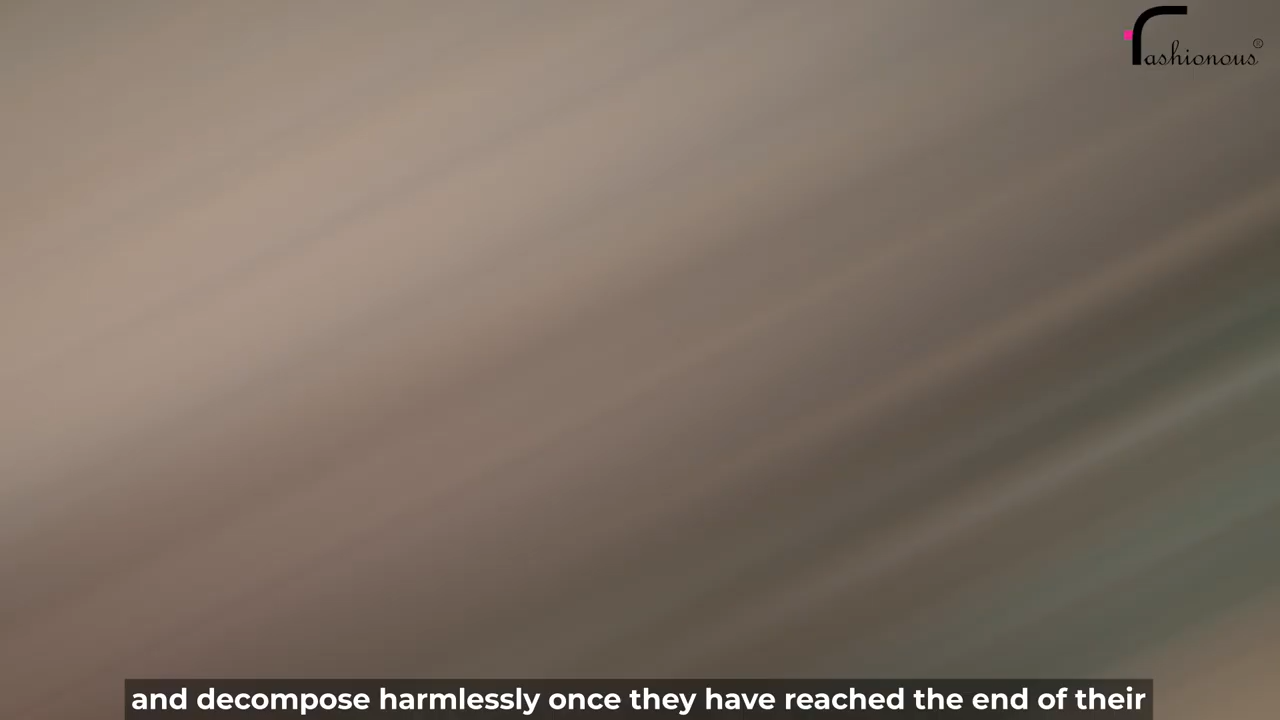 fashionous®
and decompose harmlessly once they have reached the end of their